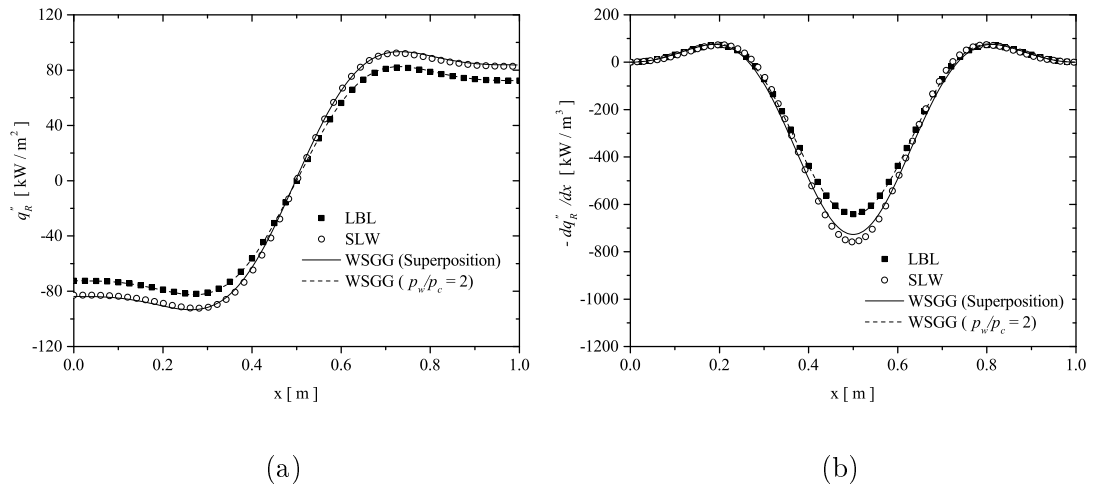 120
80
40
0
-40
-80
-120
q''R [ kW / m2 ]
LBL
SLW
WSGG (Superposition)
WSGG ( pw/pc = 2)
0.0 0.2 0.4 0.6 0.8 1.0
x [ m ]
(a)
200
0
-200
-400
-600
-800
-1000
-1200
- dq''R /dx [ kW / m3 ]
LBL
SLW
WSGG (Superposition)
WSGG ( pw/pc = 2)
0.0 0.2 0.4 0.6 0.8 1.0
x [ m ]
(b)